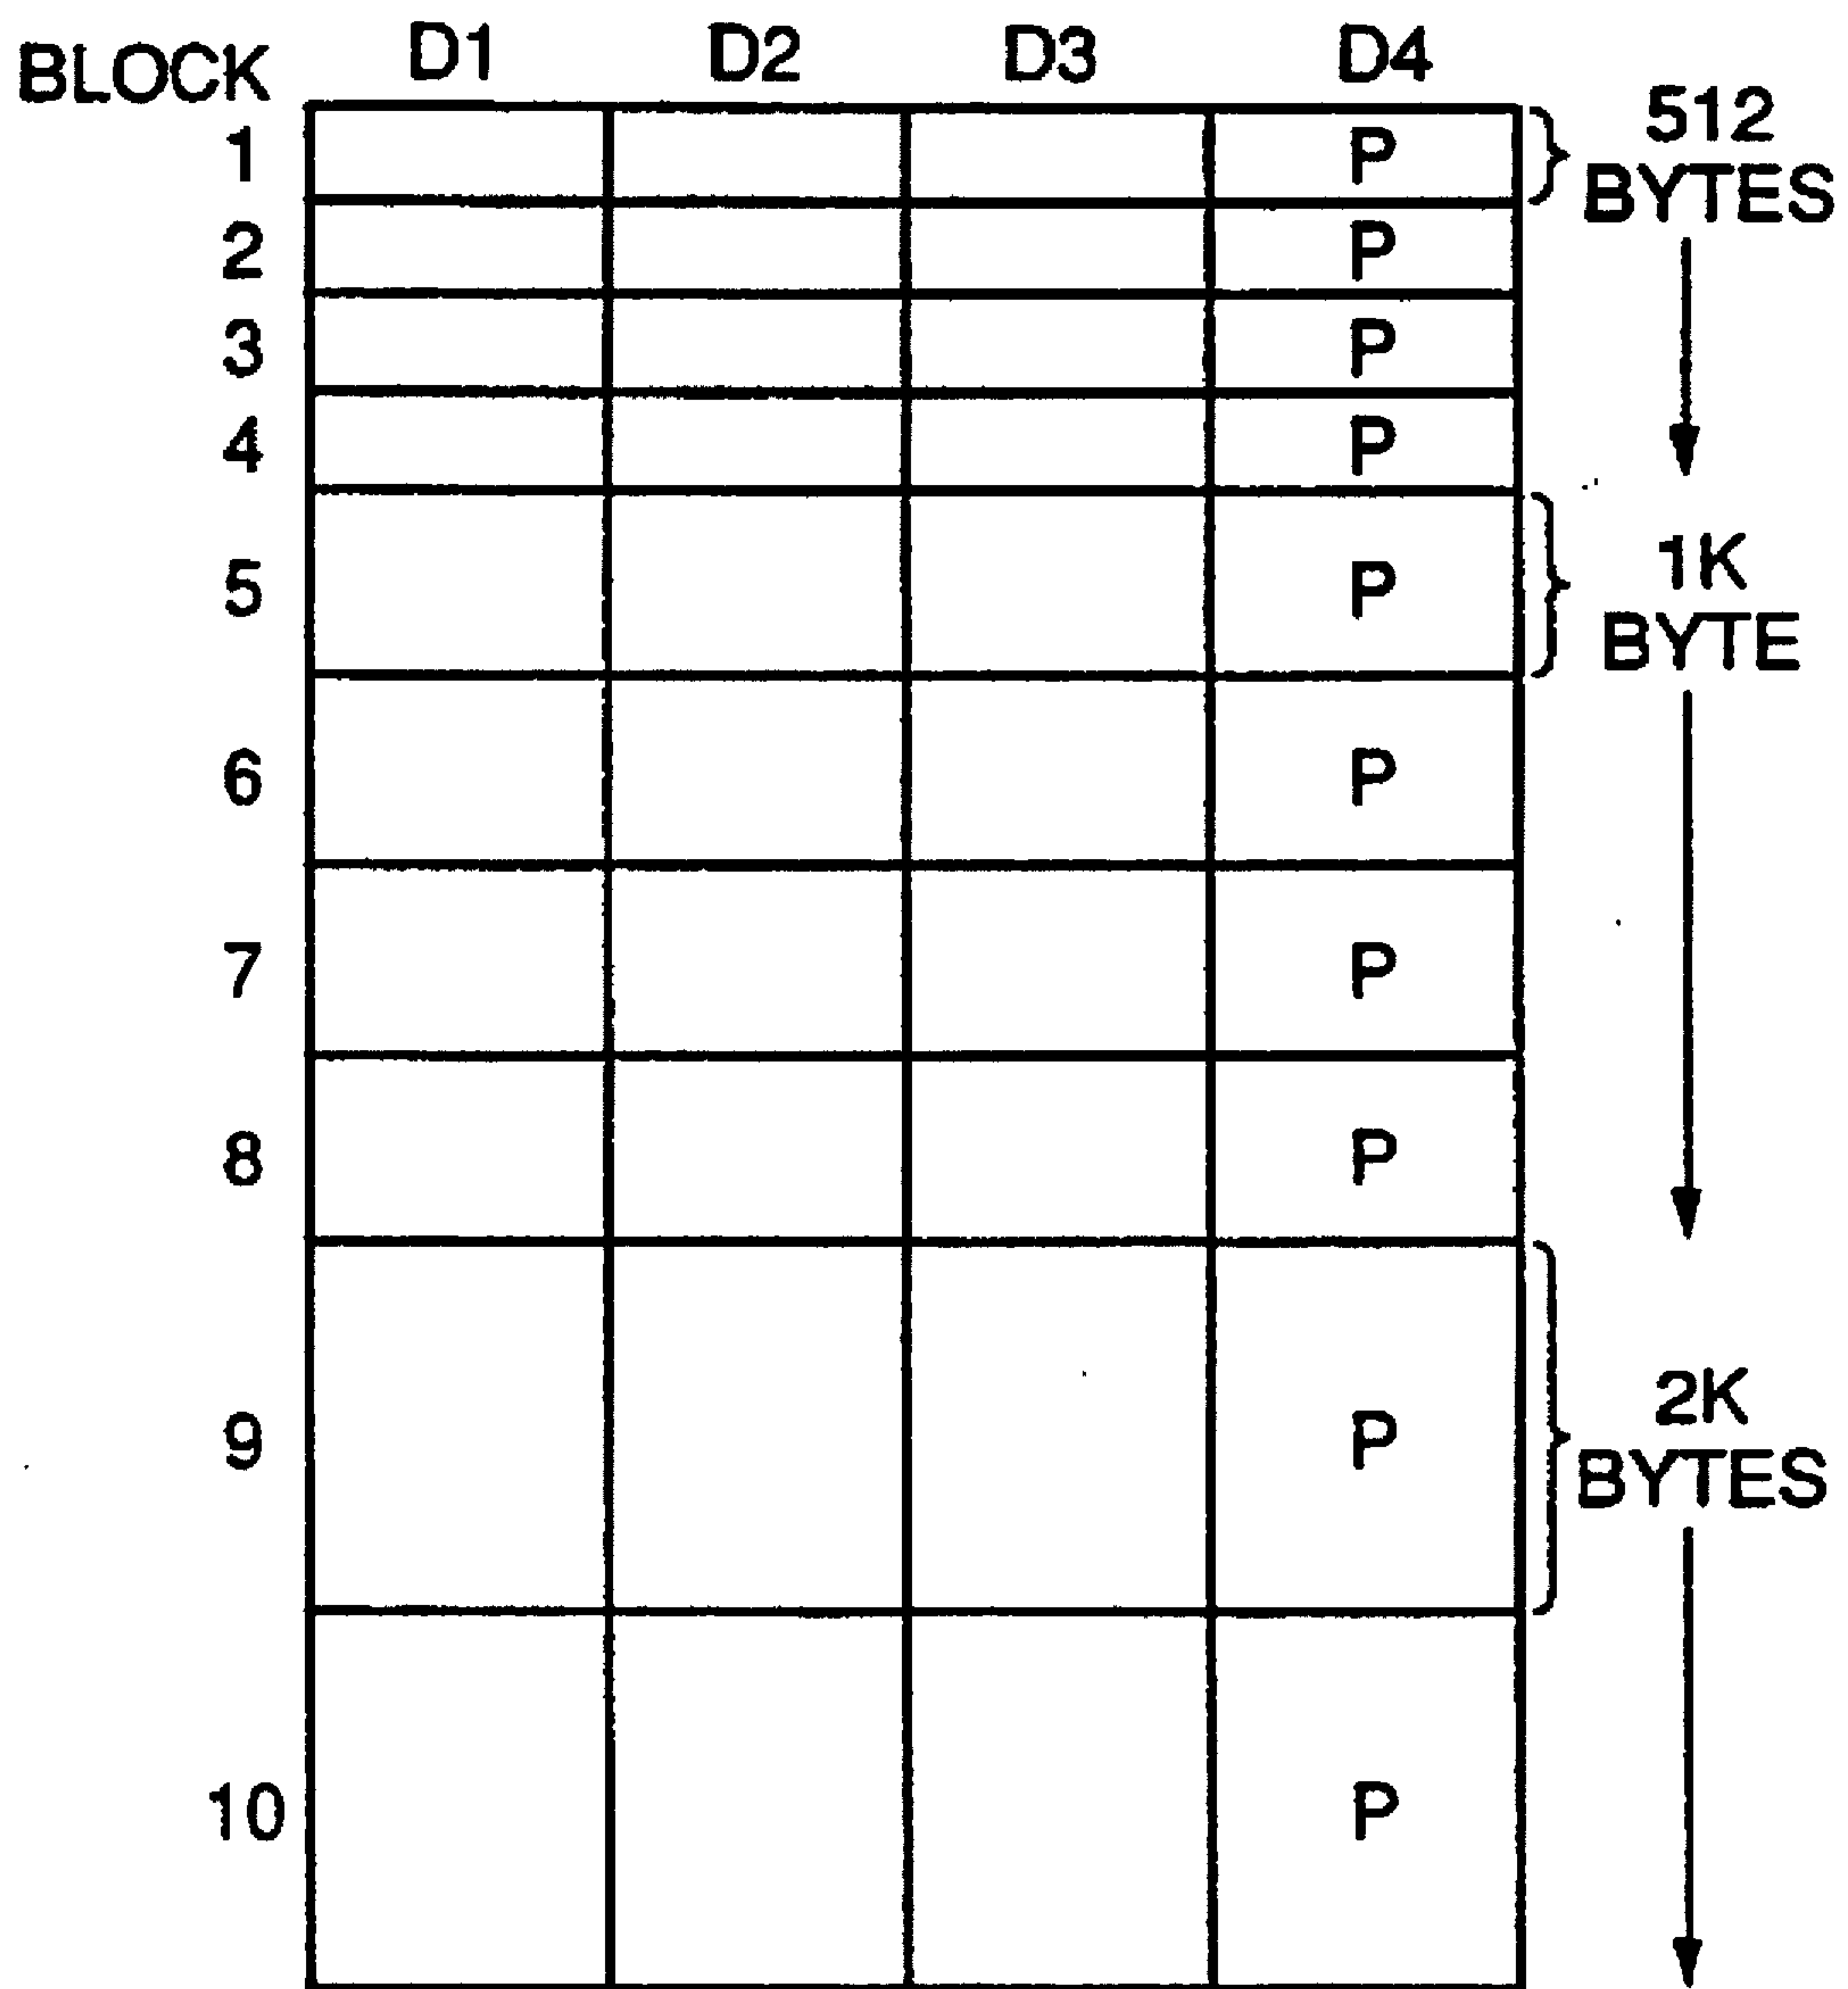 BLOCK D1 D2 D3 D4
1 P 512 BYTES
2 P
3 P
4 P
5 P 1K BYTE
6 P
7 P
8 P
9 P 2K BYTES
10 P